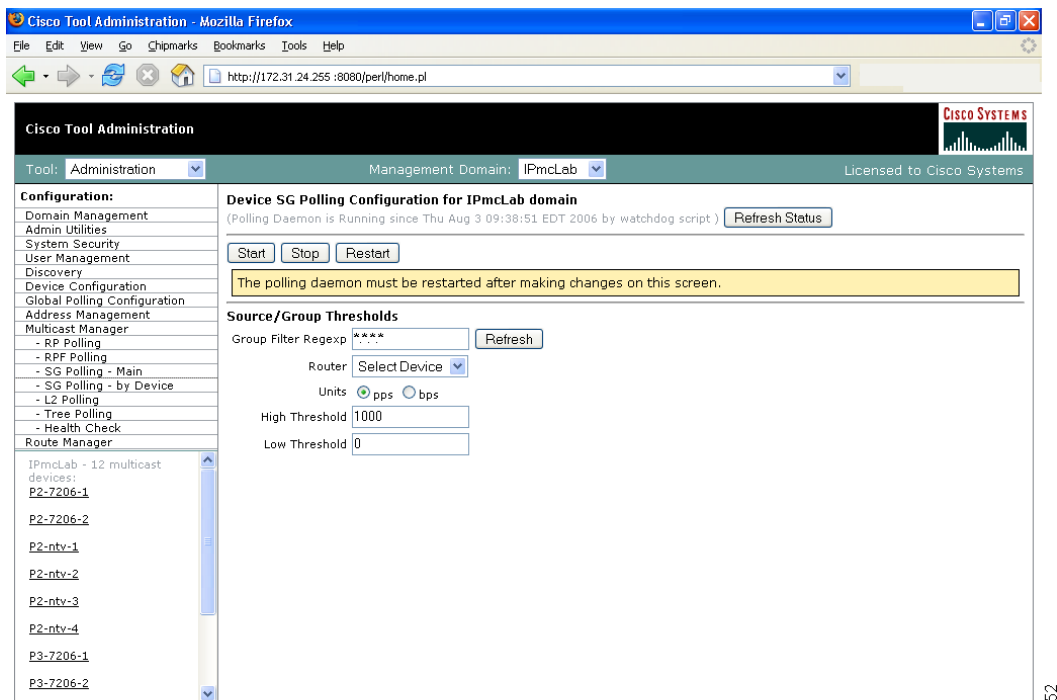 Cisco Tool Administration - Mozilla Firefox
File Edit View Go Chipmarks Bookmarks Tools Help
http://172.31.24.255 :8080/perl/home.pl
Cisco Tool Administration
CISCO SYSTEMS
Tool: Administration Management Domain: IPmcLab Licensed to Cisco Systems
Configuration:
Domain Management
Admin Utilities
System Security
User Management
Discovery
Device Configuration
Global Polling Configuration
Address Management
Multicast Manager
- RP Polling
- RPF Polling
- SG Polling - Main
- SG Polling - by Device
- L2 Polling
- Tree Polling
- Health Check
Route Manager
IPmcLab - 12 multicast
devices:
P2-7206-1
P2-7206-2
P2-ntv-1
P2-ntv-2
P2-ntv-3
P2-ntv-4
P3-7206-1
P3-7206-2
Device SG Polling Configuration for IPmcLab domain
(Polling Daemon is Running since Thu Aug 3 09:38:51 EDT 2006 by watchdog script ) Refresh Status
Start Stop Restart
The polling daemon must be restarted after making changes on this screen.
Source/Group Thresholds
Group Filter Regexp *.*.*.* Refresh
Router Select Device
Units pps bps
High Threshold 1000
Low Threshold 0